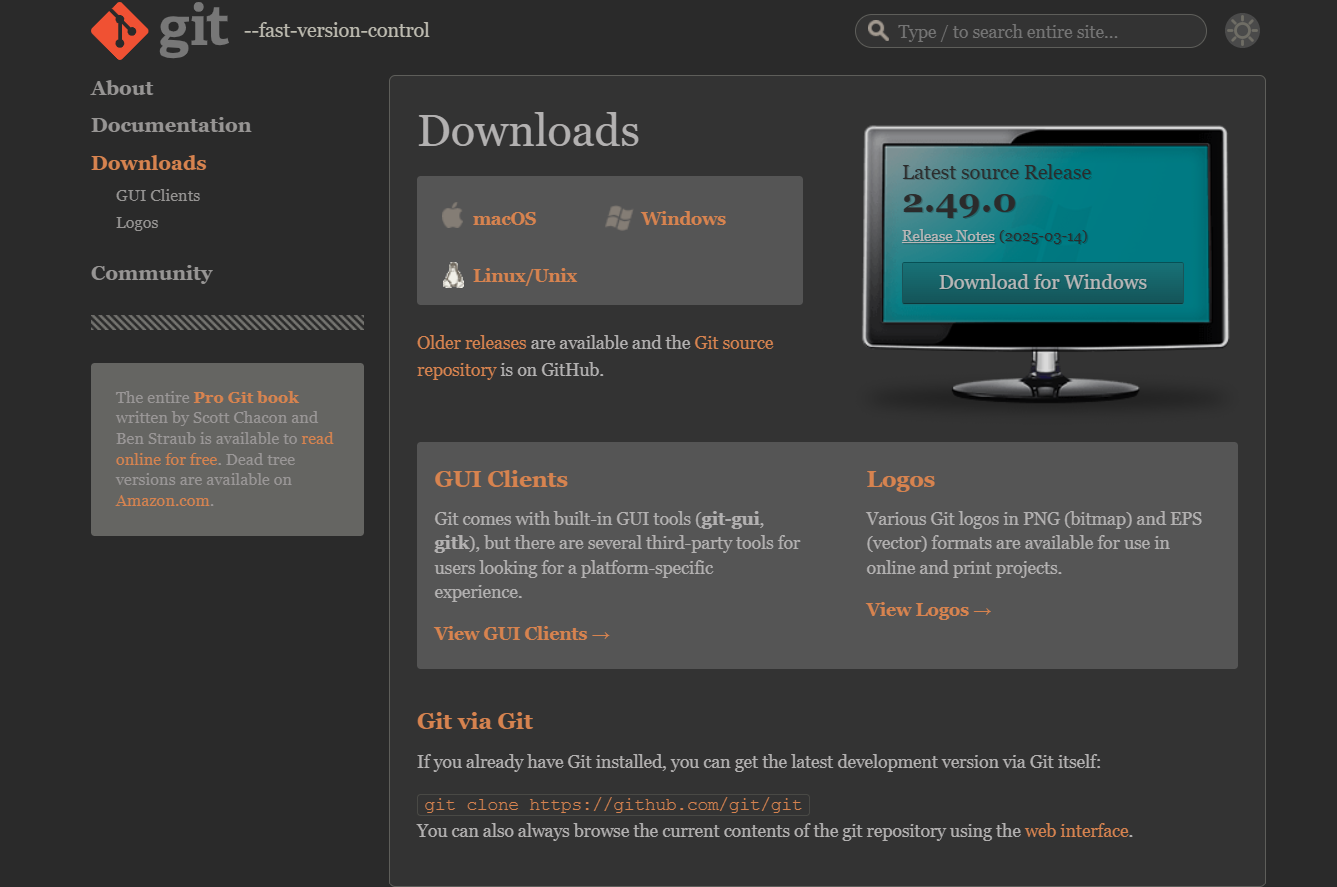 git --fast-version-control
Type / to search entire site...
About
Documentation
Downloads
GUI Clients
Logos
Community
The entire Pro Git book
written by Scott Chacon and
Ben Straub is available to read
online for free. Dead tree
versions are available on
Amazon.com.
Downloads
macOS
Windows
Linux/Unix
Older releases are available and the Git source
repository is on GitHub.
Latest source Release
2.49.0
Release Notes (2025-03-14)
Download for Windows
GUI Clients
Git comes with built-in GUI tools (git-gui,
gitk), but there are several third-party tools for
users looking for a platform-specific
experience.
View GUI Clients →
Logos
Various Git logos in PNG (bitmap) and EPS
(vector) formats are available for use in
online and print projects.
View Logos →
Git via Git
If you already have Git installed, you can get the latest development version via Git itself:
git clone https://github.com/git/git
You can also always browse the current contents of the git repository using the web interface.